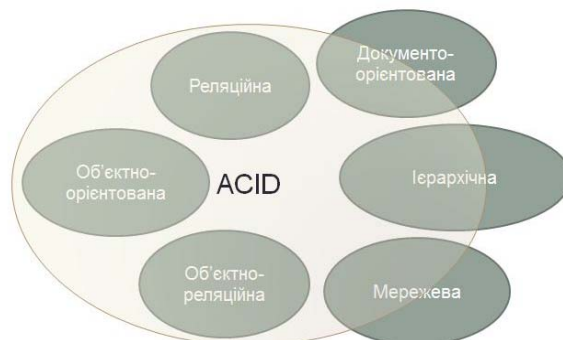 Документо-
орієнтована
Реляційна
Об’єктно-
орієнтована
ACID
Ієрархічна
Об’єктно-
реляційна
Мережева